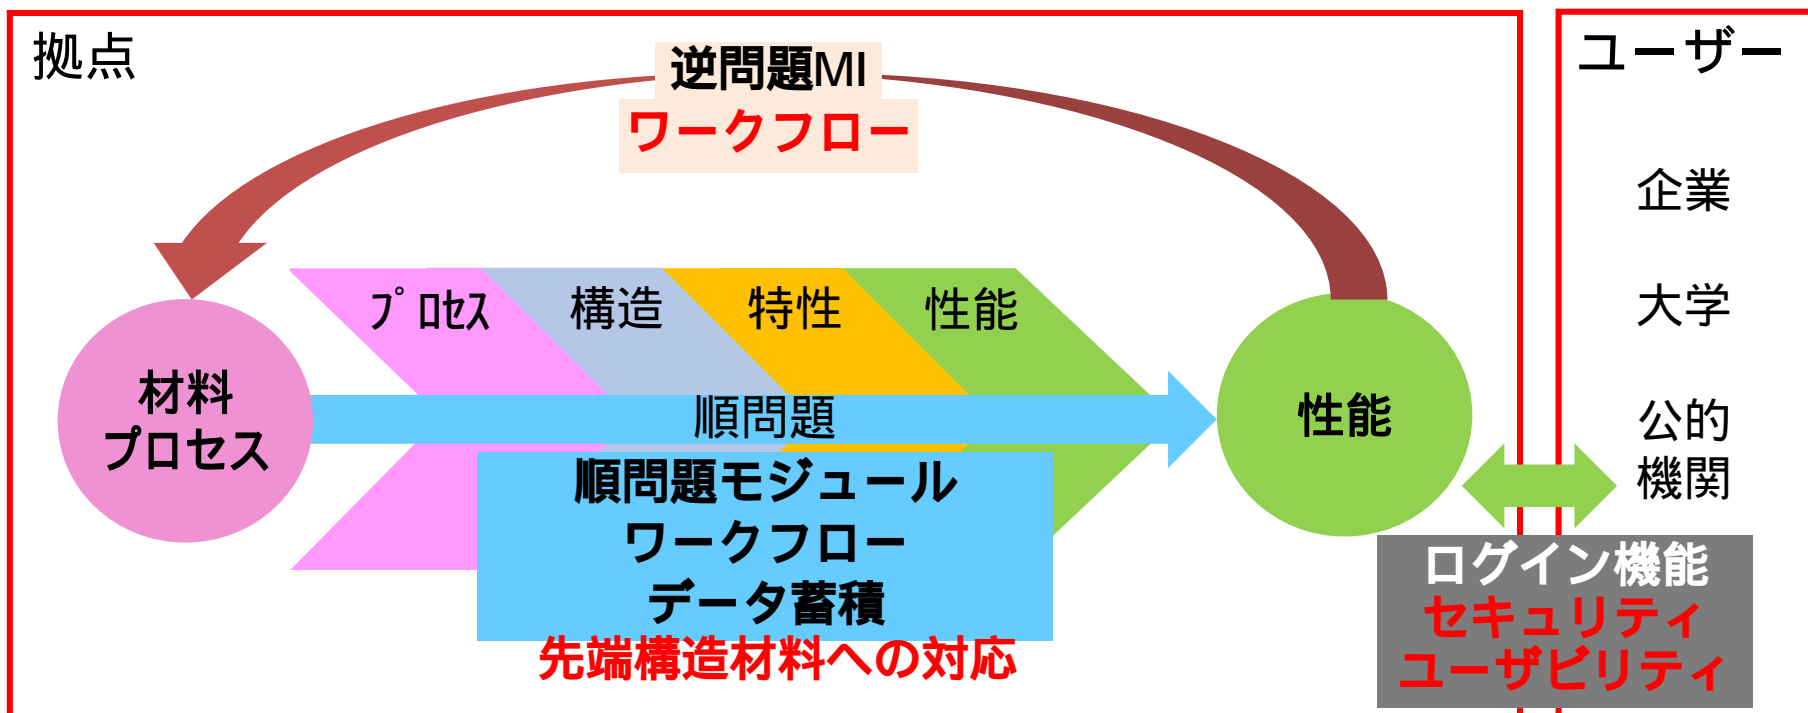 拠点
ユーザー
逆問題MI
ワークフロー
企業
大学
公的
機関
プロセス
構造
特性
性能
材料
プロセス
順問題
性能
順問題モジュール
ワークフロー
データ蓄積
先端構造材料への対応
ログイン機能
セキュリティ
ユーザビリティ